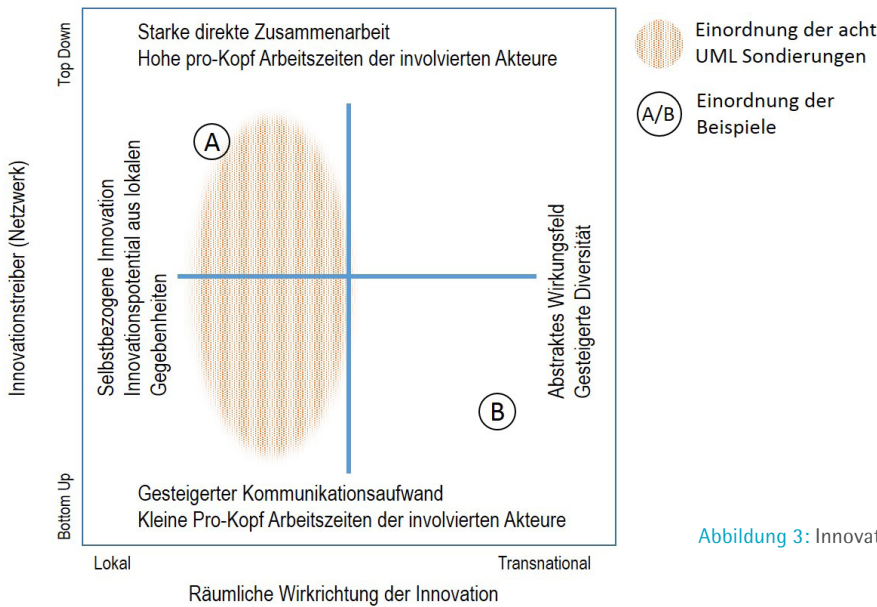 Starke direkte Zusammenarbeit
Hohe pro-Kopf Arbeitszeiten der involvierten Akteure
Einordnung der acht
UML Sondierungen
A/B
Einordnung der
Beispiele
Top Down
Innovationstreiber (Netzwerk)
Bottom Up
Selbstbezogene Innovation
Innovationspotential aus lokalen
Gegebenheiten
A
Abstraktes Wirkungsfeld
Gesteigerte Diversität
B
Gesteigerter Kommunikationsaufwand
Kleine Pro-Kopf Arbeitszeiten der involvierten Akteure
Lokal
Transnational
Räumliche Wirkrichtung der Innovation
Abbildung 3: Innovat